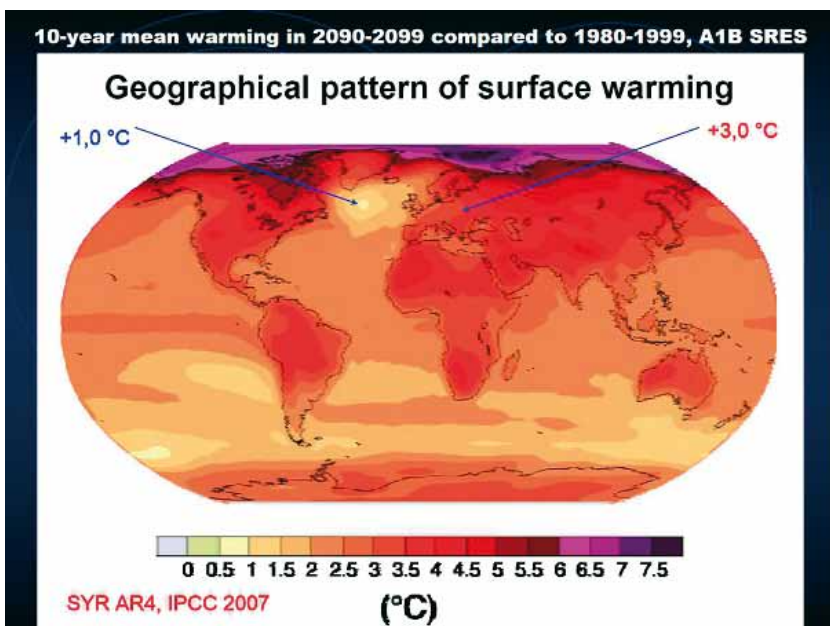 10-year mean warming in 2090-2099 compared to 1980-1999, A1B SRES
Geographical pattern of surface warming
+1,0 °C
+3,0 °C
0 0.5 1 1.5 2 2.5 3 3.5 4 4.5 5 5.5 6 6.5 7 7.5
SYR AR4, IPCC 2007
(°C)